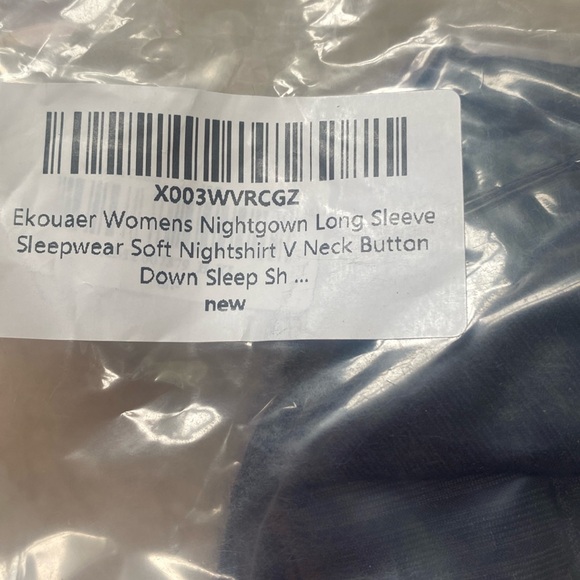 X003WVRCGZ
Ekouaer Womens Nightgown Long Sleeve
Sleepwear Soft Nightshirt V Neck Button
Down Sleep Sh ...
new